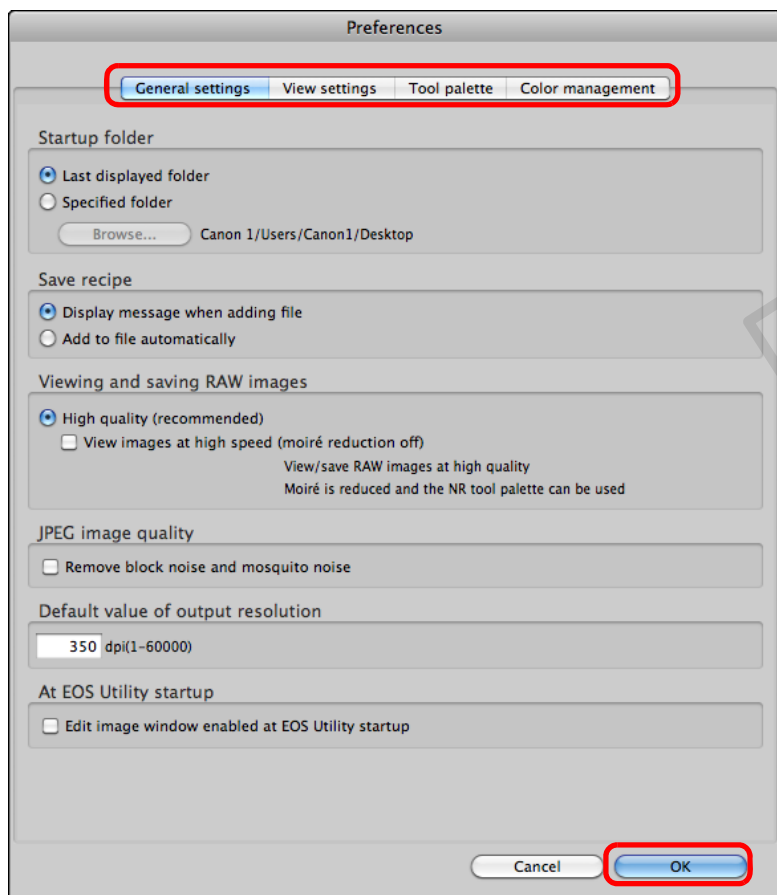 Preferences
General settings View settings Tool palette Color management
Startup folder
Last displayed folder
Specified folder
Browse... Canon 1/Users/Canon1/Desktop
Save recipe
Display message when adding file
Add to file automatically
Viewing and saving RAW images
High quality (recommended)
View images at high speed (moiré reduction off)
View/save RAW images at high quality
Moiré is reduced and the NR tool palette can be used
JPEG image quality
Remove block noise and mosquito noise
Default value of output resolution
350 dpi(1-60000)
At EOS Utility startup
Edit image window enabled at EOS Utility startup
Cancel OK